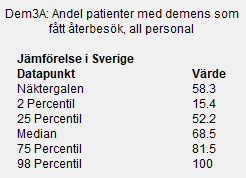 Dem3A: Andel patienter med demens som
fått återbesök, all personal
Jämförelse i Sverige
Datapunkt Värde
Näktergalen 58.3
2 Percentil 15.4
25 Percentil 52.2
Median 68.5
75 Percentil 81.5
98 Percentil 100